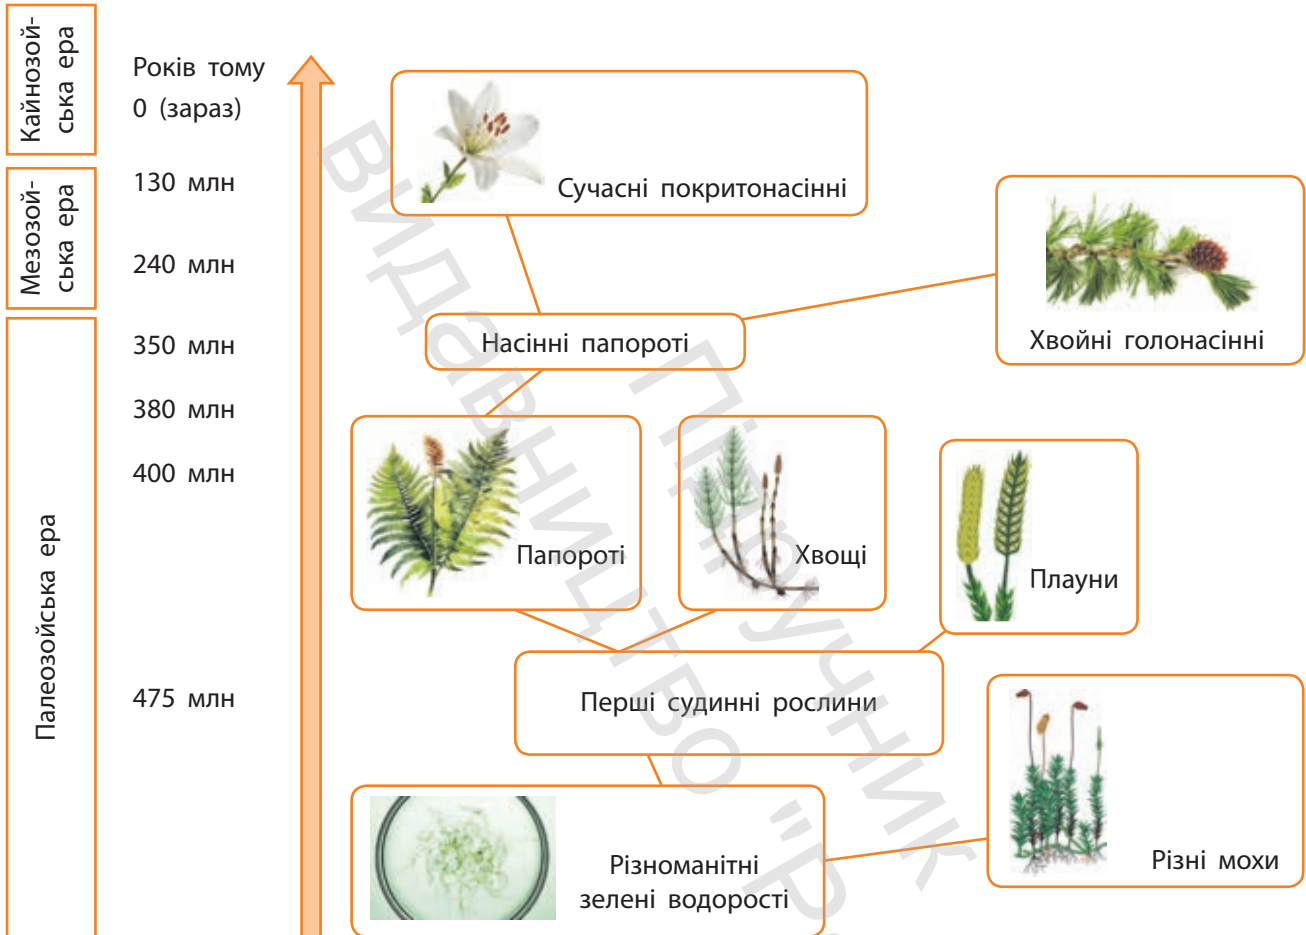 Кайнозой-
ська ера
Мезозой-
ська ера
Палеозойська ера
Років тому
0 (зараз)
130 млн
240 млн
350 млн
380 млн
400 млн
475 млн
Сучасні покритонасінні
Хвойні голонасінні
Насінні папороті
Папороті
Хвощі
Плауни
Перші судинні рослини
Різноманітні
зелені водорості
Різні мохи
Підручник
видавництво "Р